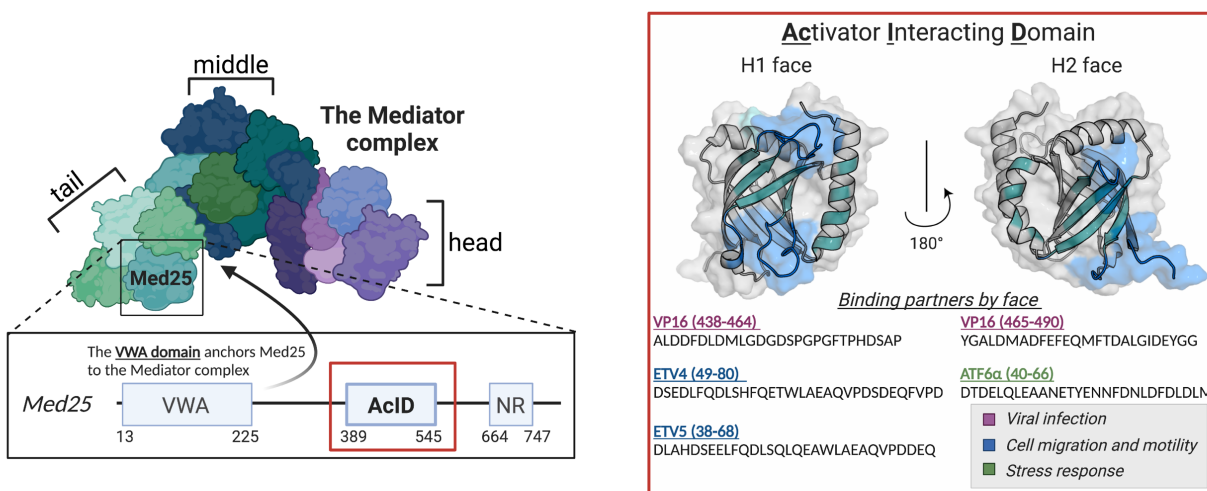 middle
The Mediator
complex
tail
head
Med25
The VWA domain anchors Med25
to the Mediator complex
Med25
VWA
AcID
NR
13
225
389
545
664
747
Activator Interacting Domain
H1 face
H2 face
180°
Binding partners by face
VP16 (438-464)
ALDDFDLDMLGDGDSPGPGFTPHDSAP
VP16 (465-490)
YGALDMADFEFEQMFTDALGIDEYGG
ETV4 (49-80)
DSEDLFQDLSHFQETWLAEAQVPDSDEQFVPD
ATF6α (40-66)
DTDELQLEAANETYENNFDNLDFDLDLM
ETV5 (38-68)
DLAHDSEELFQDLSQLQEAWLAEAQVPDDEQ
Viral infection
Cell migration and motility
Stress response